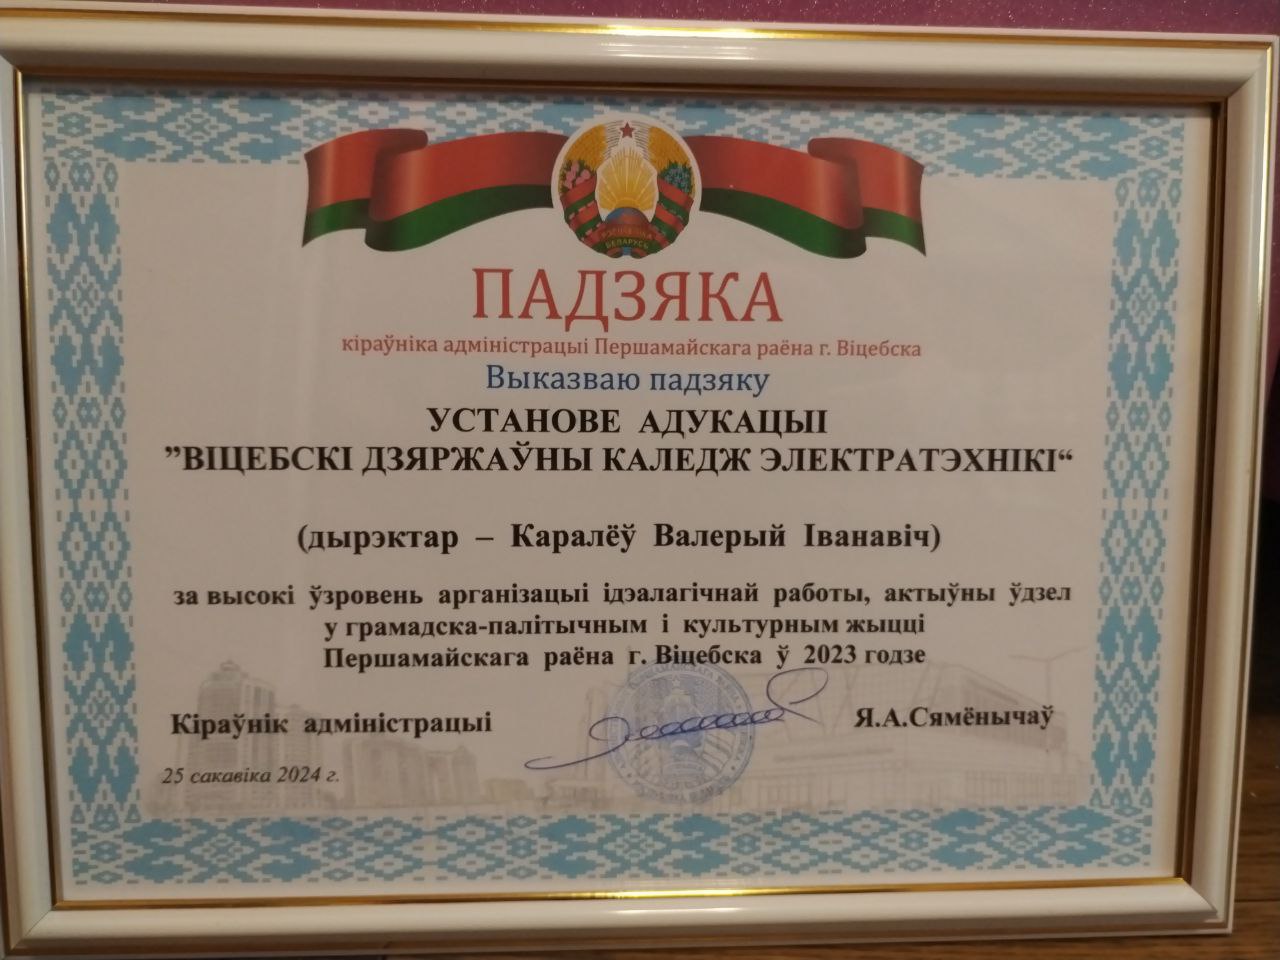 РЭСПУБЛІКА
БЕЛАРУСЬ
ПАДЗЯКА
кіраўніка адміністрацыі Першамайскага раёна г. Віцебска
Выказваю падзяку
УСТАНОВЕ АДУКАЦЫІ
”ВІЦЕБСКІ ДЗЯРЖАЎНЫ КАЛЕДЖ ЭЛЕКТРАТЭХНІКІ“
(дырэктар – Каралёў Валерый Іванавіч)
за высокі ўзровень арганізацыі ідэалагічнай работы, актыўны ўдзел
у грамадска-палітычным і культурным жыцці
Першамайскага раёна г. Віцебска ў 2023 годзе
Кіраўнік адміністрацыі Я.А.Сямёнычаў
25 сакавіка 2024 г.